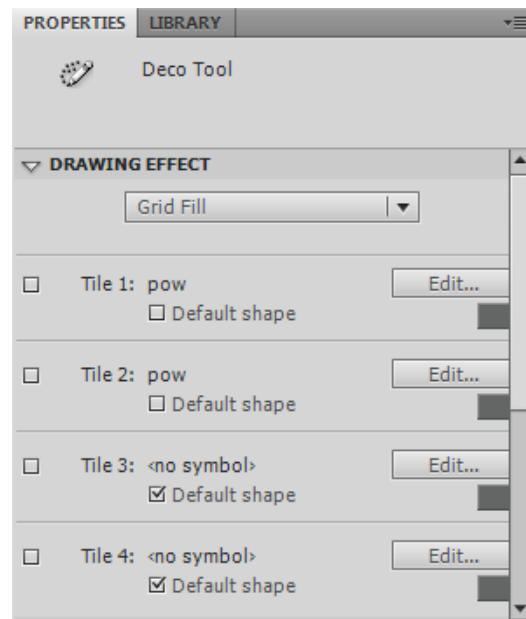 PROPERTIES LIBRARY
Deco Tool
DRAWING EFFECT
Grid Fill
Tile 1: pow Edit...
Default shape
Tile 2: pow Edit...
Default shape
Tile 3: <no symbol> Edit...
Default shape
Tile 4: <no symbol> Edit...
Default shape